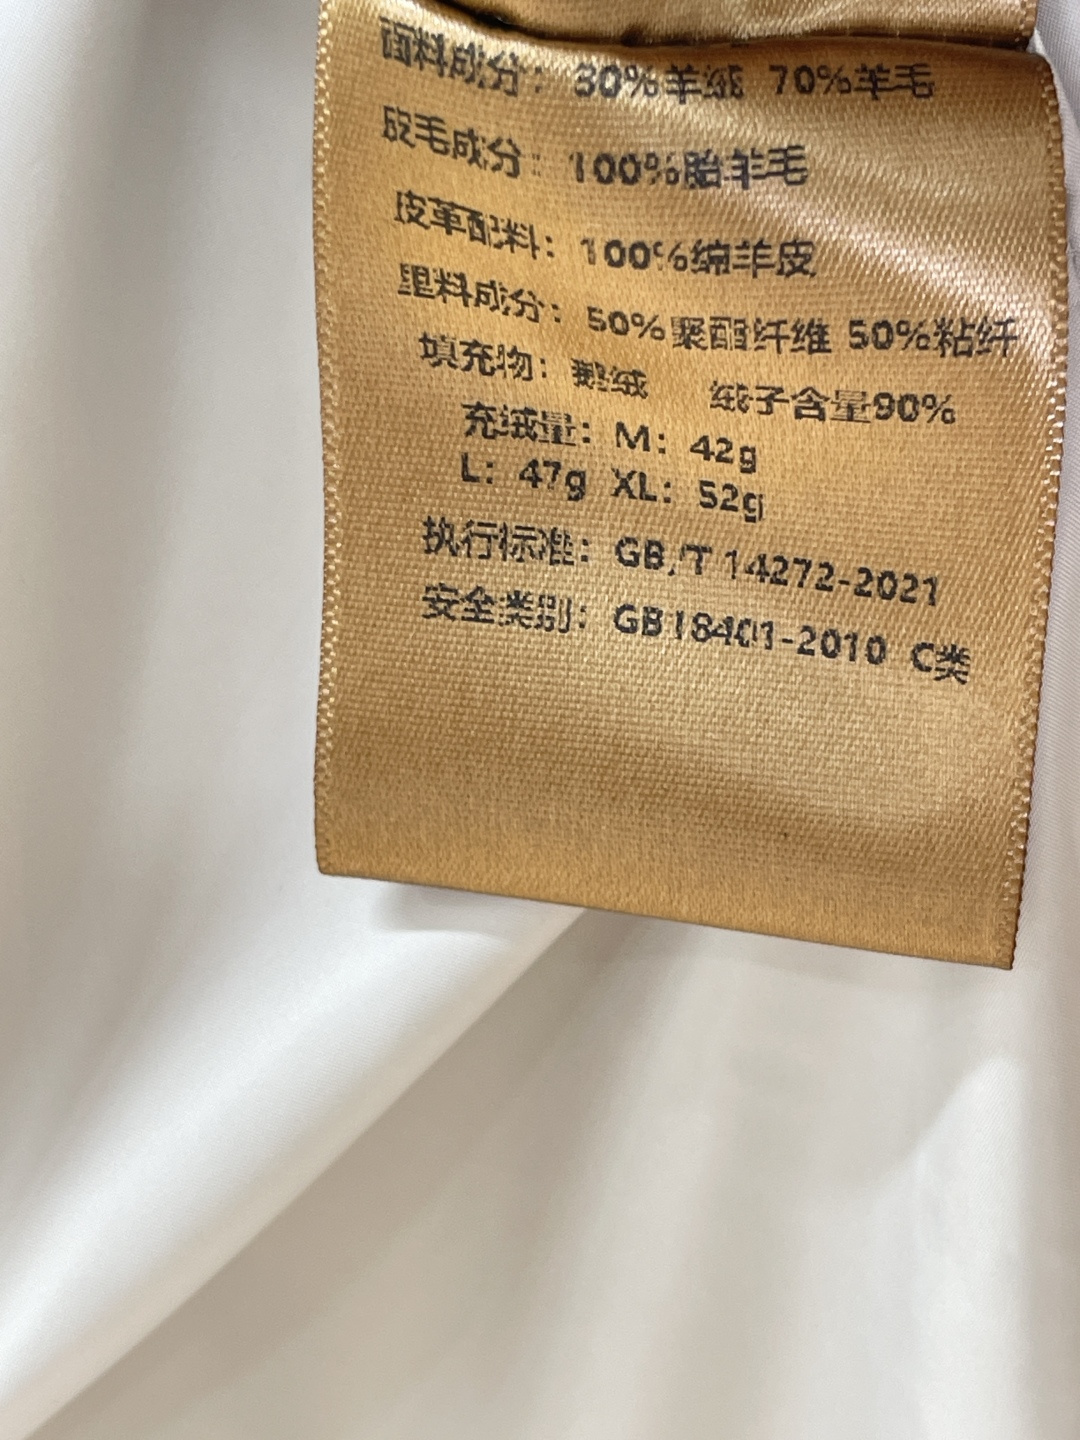 面料成分：30%羊绒 70%羊毛
皮毛成分：100%胎羊毛
皮革配料：100%绵羊皮
里料成分：50%聚酯纤维 50%粘纤
填充物：鹅绒 绒子含量90%
充绒量：M：42g
L：47g XL：52g
执行标准：GB/T 14272-2021
安全类别：GB18401-2010 C类